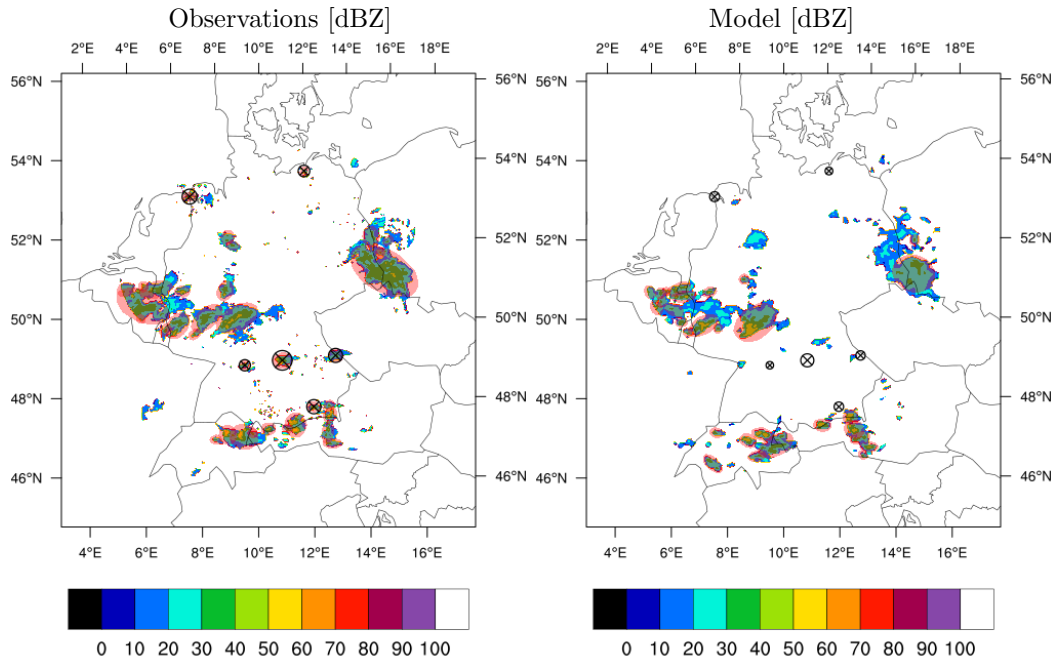 Observations [dBZ] Model [dBZ]
2°E 4°E 6°E 8°E 10°E 12°E 14°E 16°E 18°E 2°E 4°E 6°E 8°E 10°E 12°E 14°E 16°E 18°E
56°N 56°N 56°N 56°N
54°N 54°N 54°N 54°N
52°N 52°N 52°N 52°N
50°N 50°N 50°N 50°N
48°N 48°N 48°N 48°N
46°N 46°N 46°N 46°N
4°E 6°E 8°E 10°E 12°E 14°E 16°E 4°E 6°E 8°E 10°E 12°E 14°E 16°E
0 10 20 30 40 50 60 70 80 90 100 0 10 20 30 40 50 60 70 80 90 100